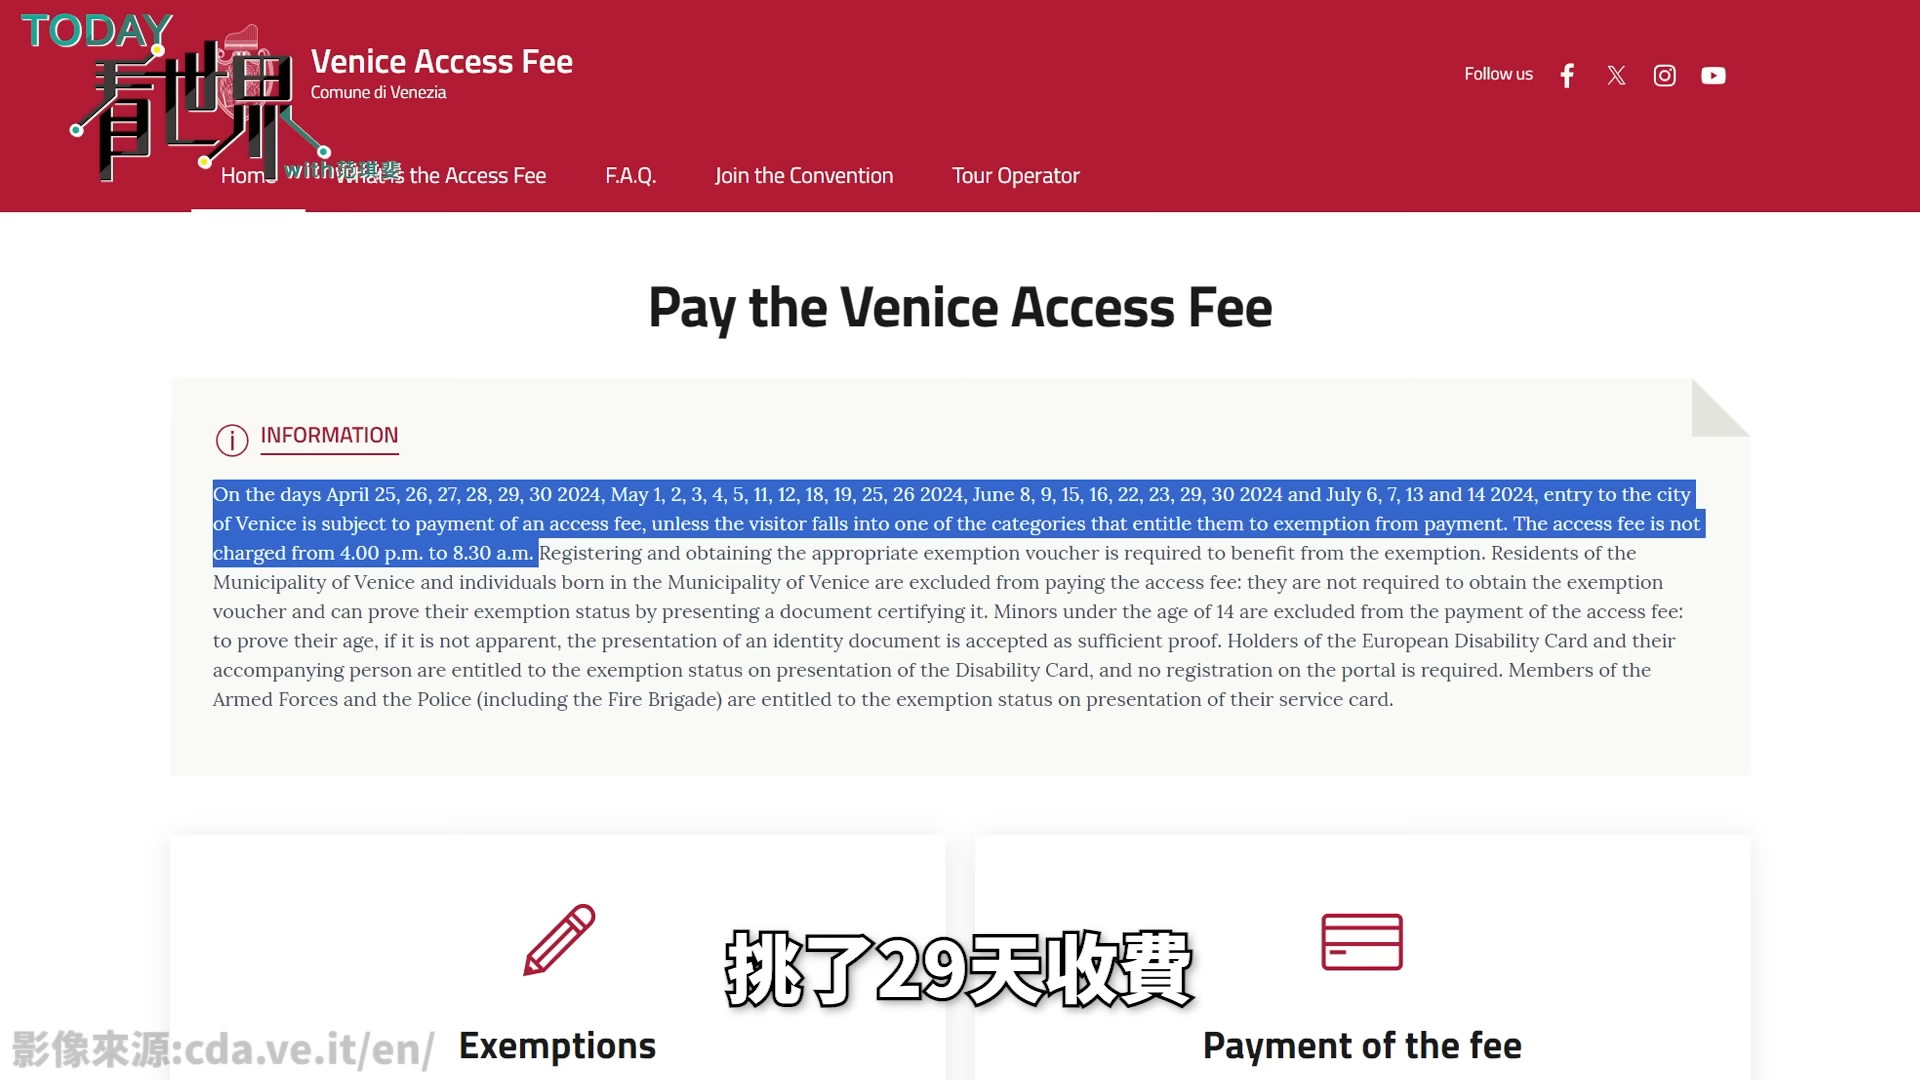 TODAY
看世界
with范琪斐
Venice Access Fee
Comune di Venezia
Follow us
Home
What is the Access Fee
F.A.Q.
Join the Convention
Tour Operator
Pay the Venice Access Fee
INFORMATION
On the days April 25, 26, 27, 28, 29, 30 2024, May 1, 2, 3, 4, 5, 11, 12, 18, 19, 25, 26 2024, June 8, 9, 15, 16, 22, 23, 29, 30 2024 and July 6, 7, 13 and 14 2024, entry to the city
of Venice is subject to payment of an access fee, unless the visitor falls into one of the categories that entitle them to exemption from payment. The access fee is not
charged from 4.00 p.m. to 8.30 a.m. Registering and obtaining the appropriate exemption voucher is required to benefit from the exemption. Residents of the
Municipality of Venice and individuals born in the Municipality of Venice are excluded from paying the access fee: they are not required to obtain the exemption
voucher and can prove their exemption status by presenting a document certifying it. Minors under the age of 14 are excluded from the payment of the access fee:
to prove their age, if it is not apparent, the presentation of an identity document is accepted as sufficient proof. Holders of the European Disability Card and their
accompanying person are entitled to the exemption status on presentation of the Disability Card, and no registration on the portal is required. Members of the
Armed Forces and the Police (including the Fire Brigade) are entitled to the exemption status on presentation of their service card.
挑了29天收費
Exemptions
Payment of the fee
影像來源:cda.ve.it/en/